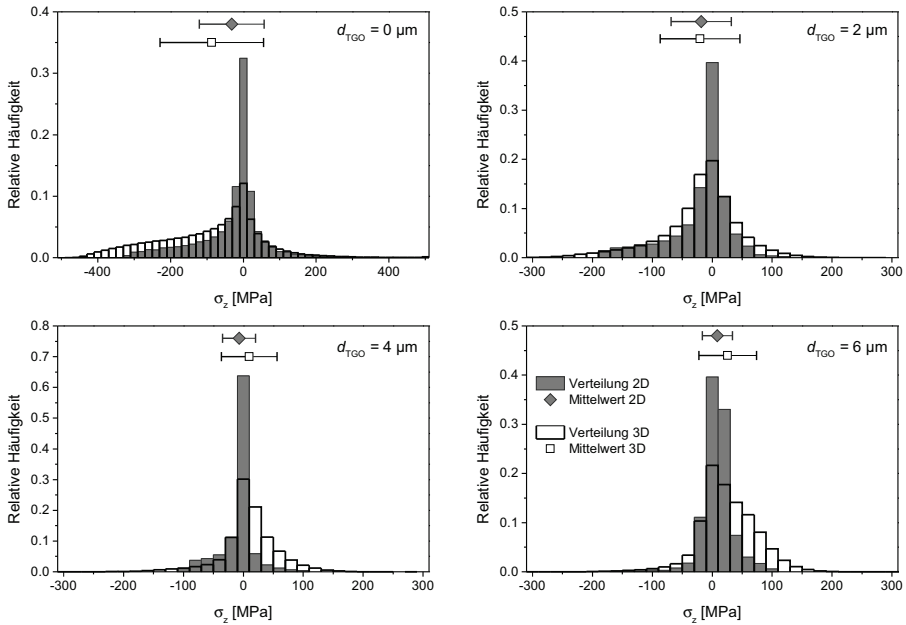 d_TGO = 0 µm
0.4
0.3
0.2
0.1
0.0
Relative Häufigkeit
-400 -200 0 200 400
σ_z [MPa]
d_TGO = 2 µm
0.5
0.4
0.3
0.2
0.1
0.0
Relative Häufigkeit
-300 -200 -100 0 100 200 300
σ_z [MPa]
d_TGO = 4 µm
0.8
0.7
0.6
0.5
0.4
0.3
0.2
0.1
0.0
Relative Häufigkeit
-300 -200 -100 0 100 200 300
σ_z [MPa]
d_TGO = 6 µm
0.5
0.4
0.3
0.2
0.1
0.0
Relative Häufigkeit
Verteilung 2D
Mittelwert 2D
Verteilung 3D
Mittelwert 3D
-300 -200 -100 0 100 200 300
σ_z [MPa]